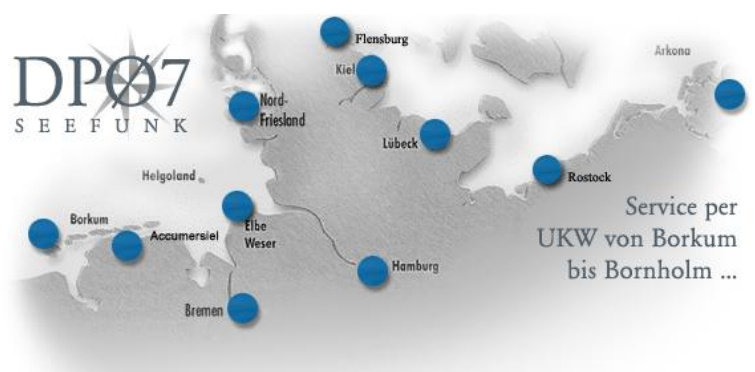 DPØ7
SEEFUNK
Flensburg
Kiel
Arkona
Nord-
Friesland
Lübeck
Helgoland
Rostock
Borkum
Accumersiel
Elbe
Weser
Hamburg
Bremen
Service per
UKW von Borkum
bis Bornholm ...